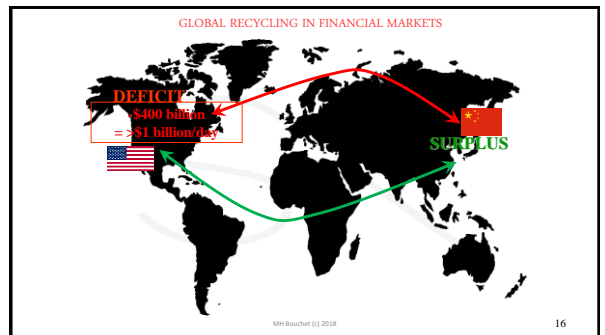 GLOBAL RECYCLING IN FINANCIAL MARKETS
DEFICIT
-$400 billion
= >$1 billion/day
SURPLUS
MH Bouchet (c) 2018
16